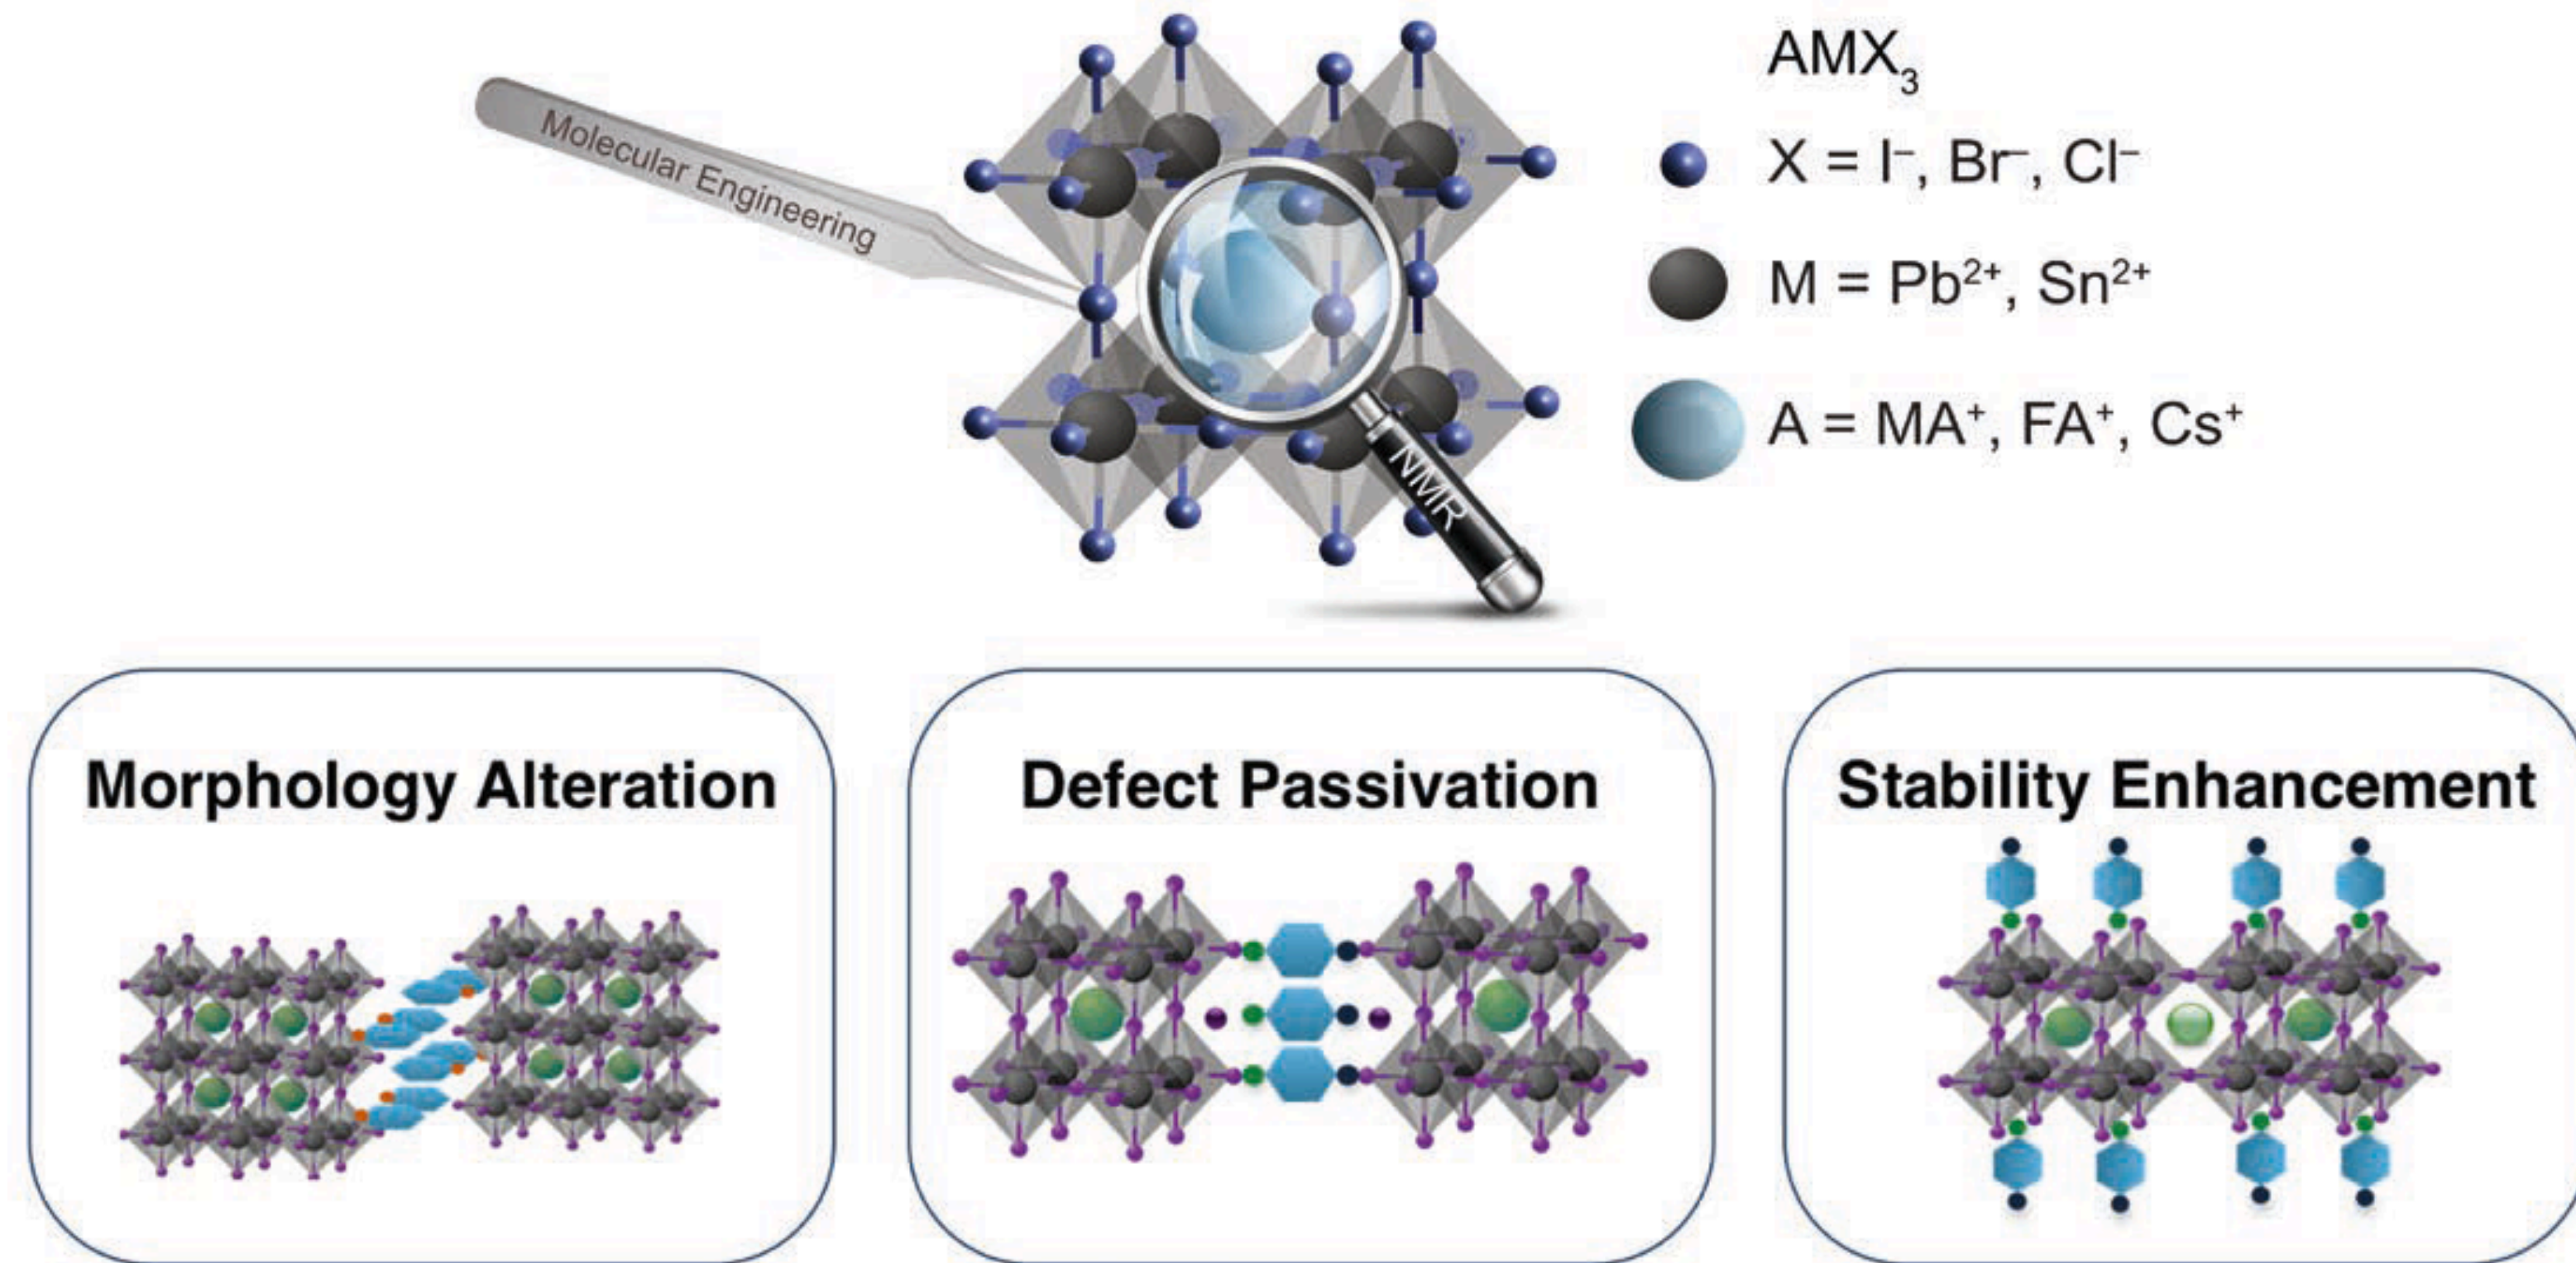 Molecular Engineering
NMR
AMX₃
X = I⁻, Br⁻, Cl⁻
M = Pb²⁺, Sn²⁺
A = MA⁺, FA⁺, Cs⁺
Morphology Alteration
Defect Passivation
Stability Enhancement